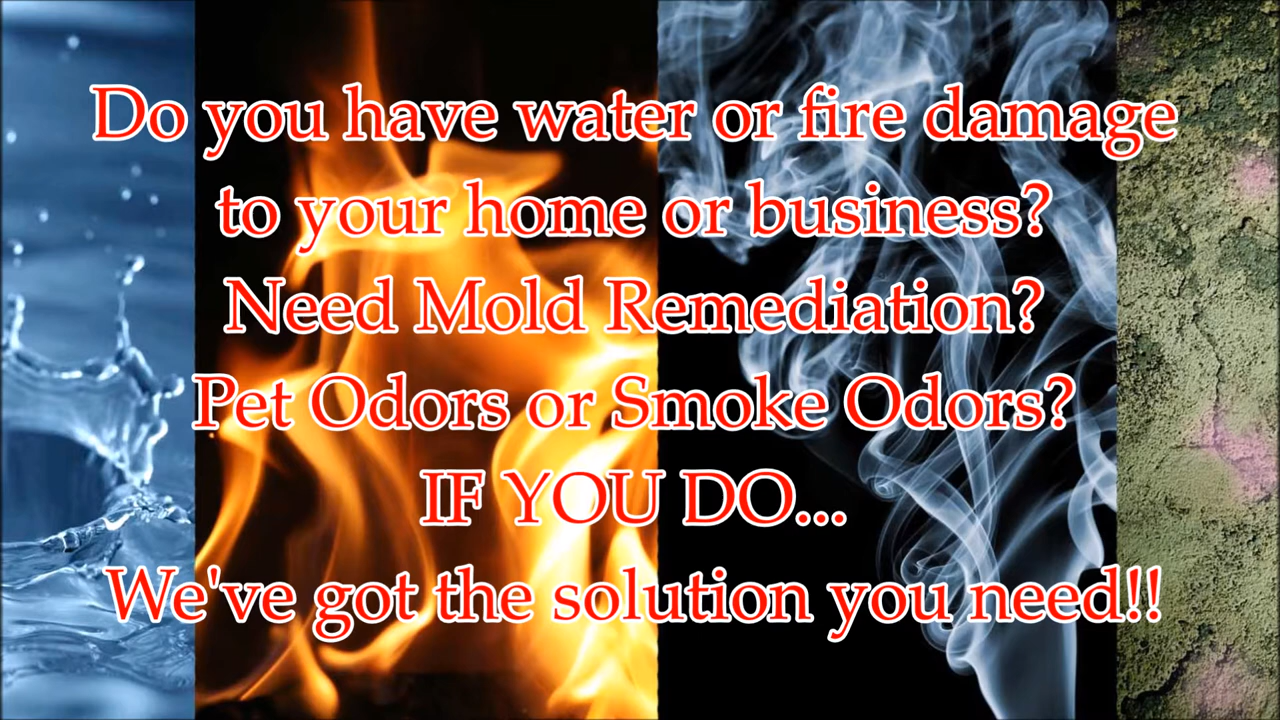 Do you have water or fire damage
to your home or business?
Need Mold Remediation?
Pet Odors or Smoke Odors?
IF YOU DO...
We've got the solution you need!!